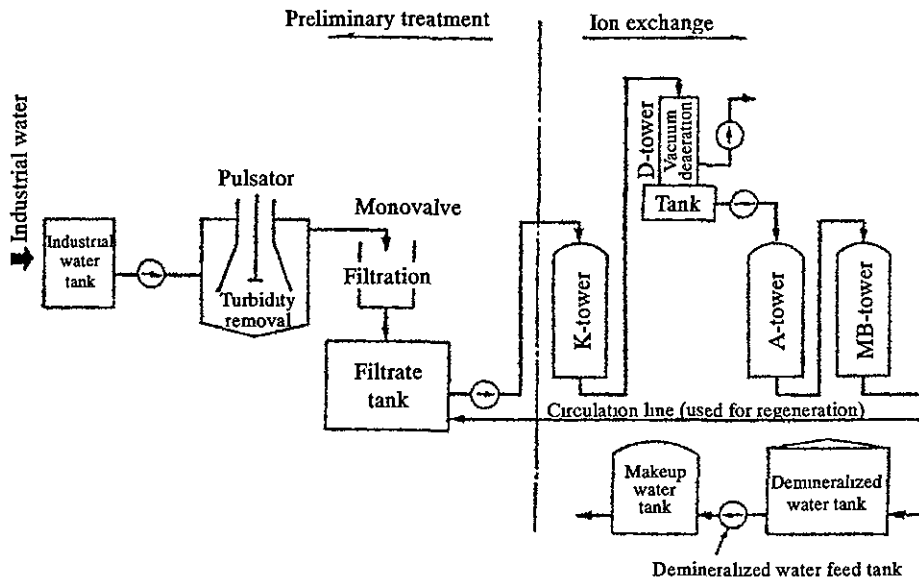 Preliminary treatment
Ion exchange
Industrial water
Industrial
water
tank
Pulsator
Turbidity
removal
Monovalve
Filtration
Filtrate
tank
K-tower
D-tower
Vacuum
deaeration
Tank
A-tower
MB-tower
Circulation line (used for regeneration)
Makeup
water
tank
Demineralized
water tank
Demineralized water feed tank